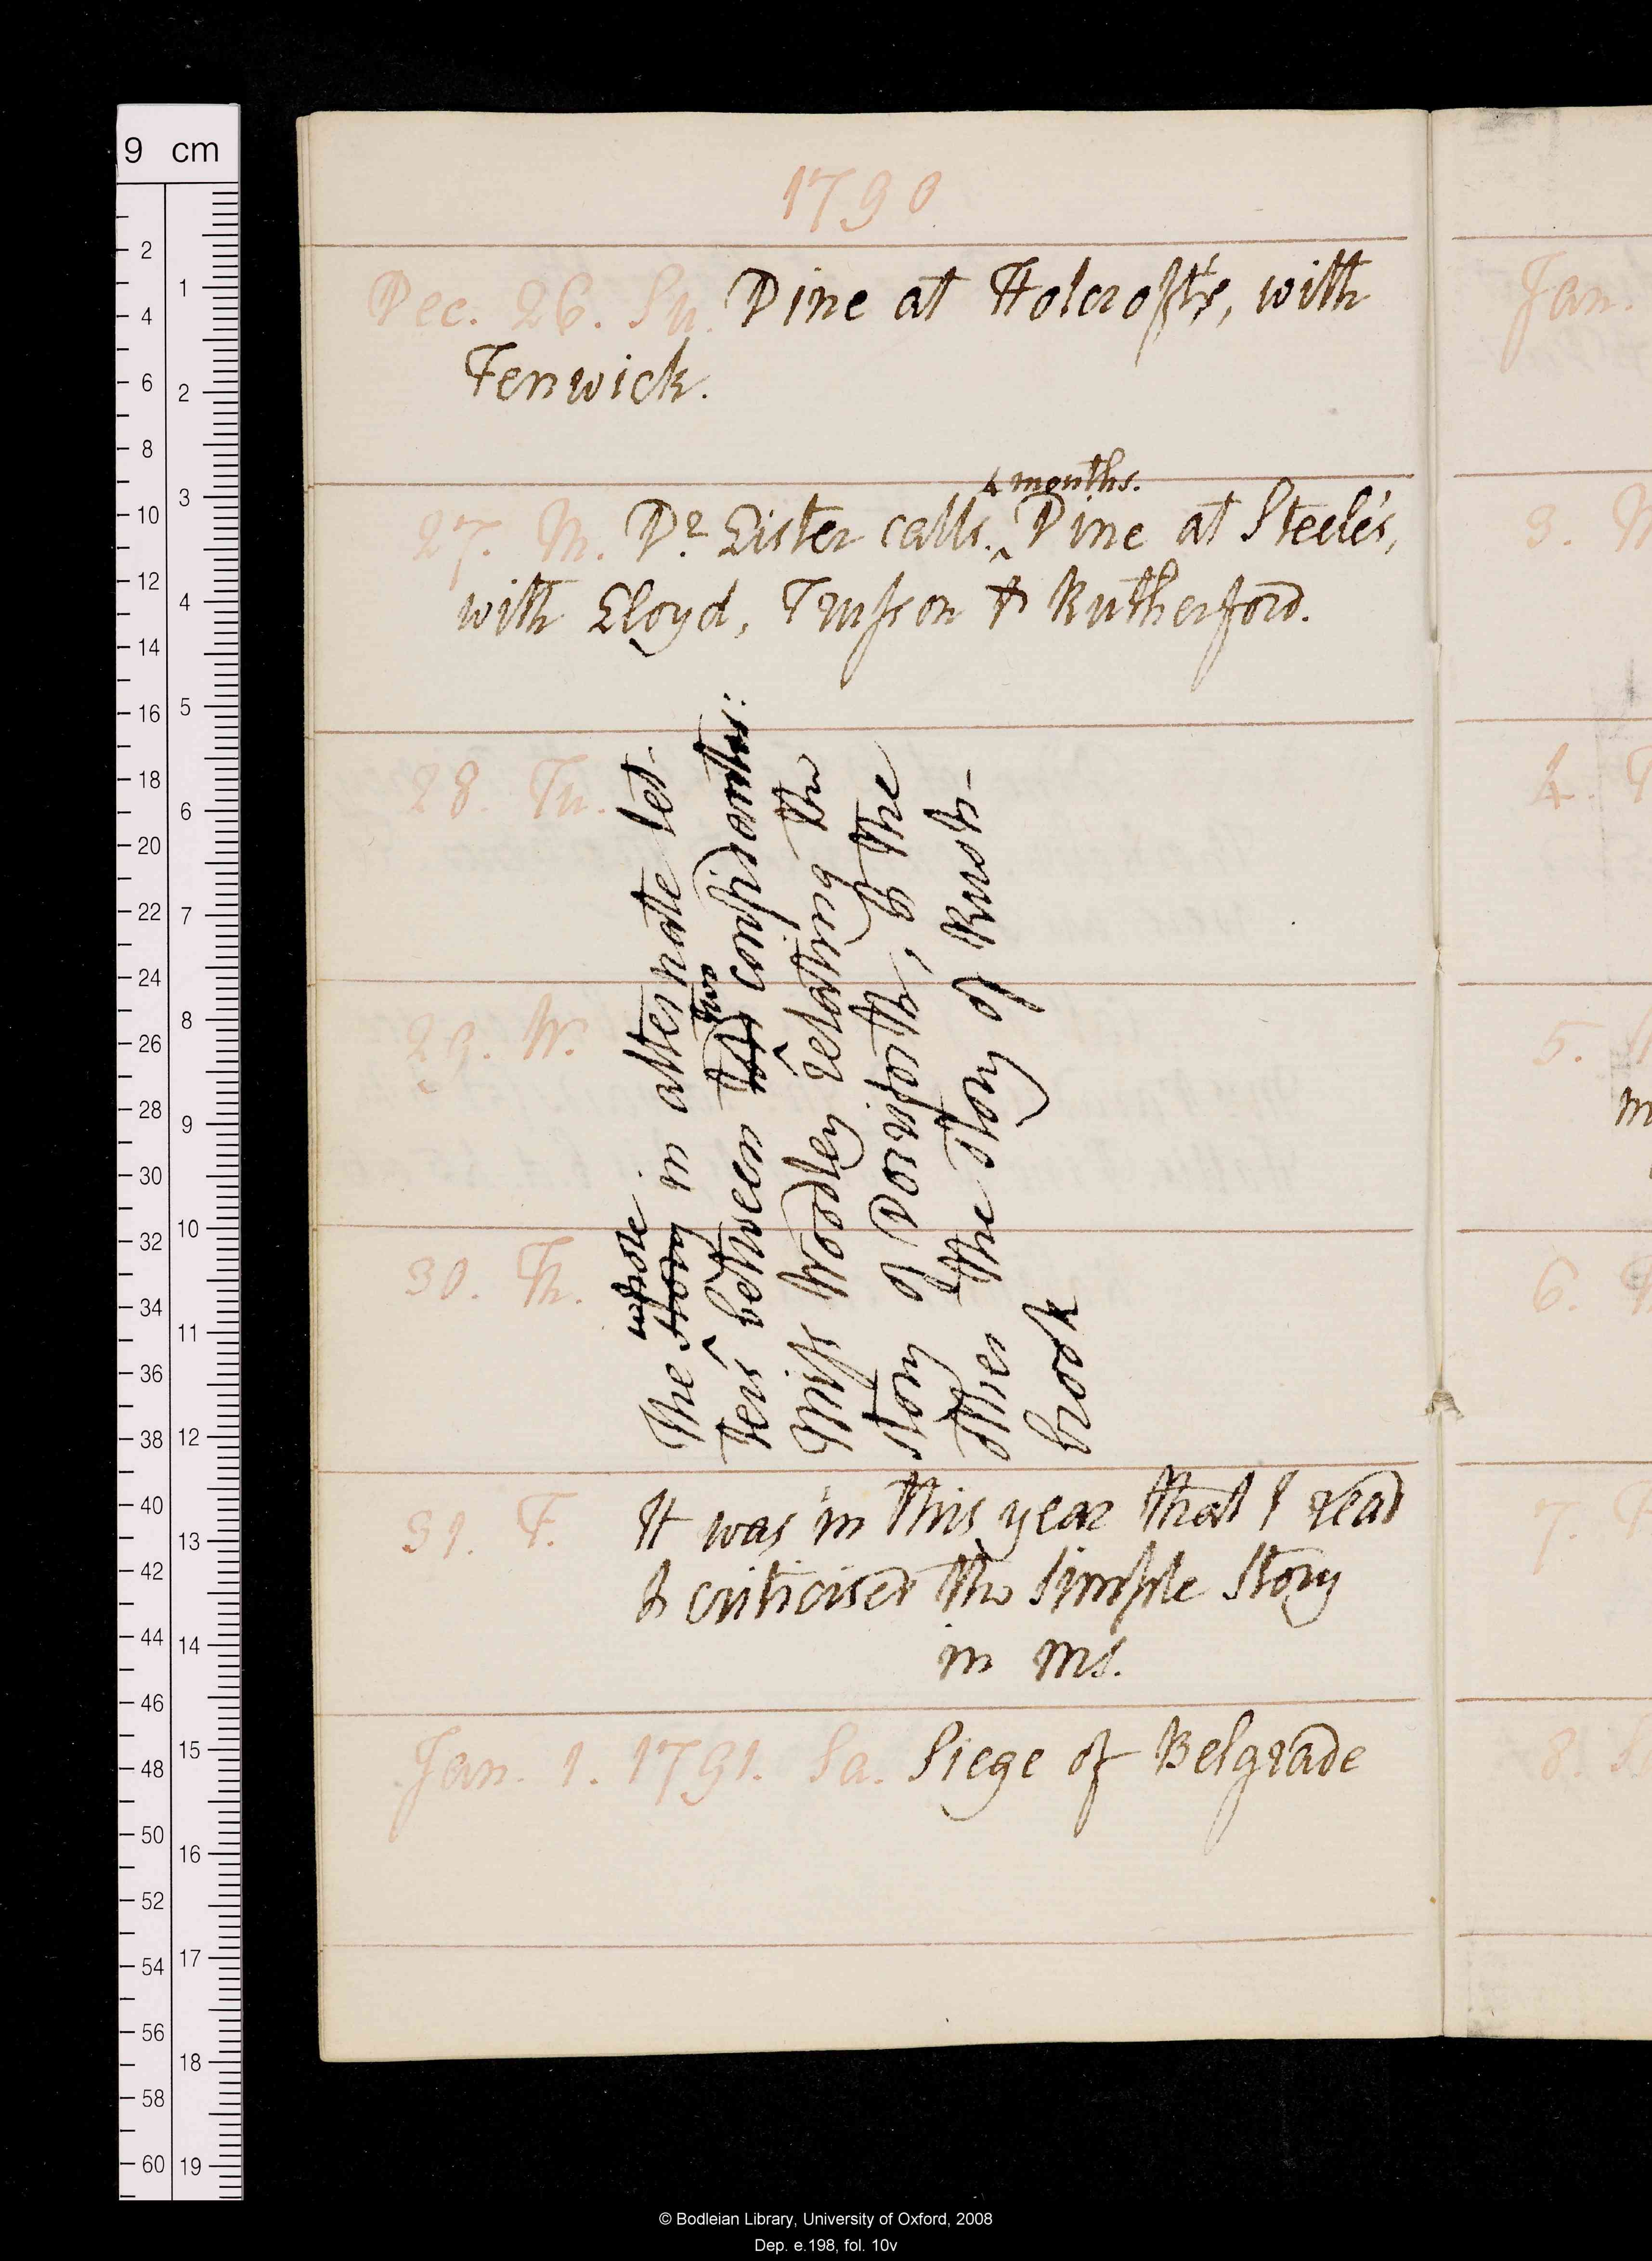 1790
Dec. 26. Su. Dine at Holcroft's, with
Fenwick.
4 months.
27. M. Dr Lister calls. ^ Dine at Steele's,
with Lloyd, Trusson & Rutherford.
28. Tu.
29. W.
30. Th.
whole
The story in alternate let-
two
ters between the confidantes:
Miss Woodley relating the
story of Dorriforth, & the
other the story of Rush-
brook
31. F. It was in this year that I read
& criticised the Simple Story
in ms.
Jan. 1. 1791. Sa. Siege of Belgrade
Jan.
3. M
4. T
5.
m
6.
7. F
8. S
9 cm
2
4
6
8
10
12
14
16
18
20
22
24
26
28
30
32
34
36
38
40
42
44
46
48
50
52
54
56
58
60
1
2
3
4
5
6
7
8
9
10
11
12
13
14
15
16
17
18
19
© Bodleian Library, University of Oxford, 2008
Dep. e.198, fol. 10v